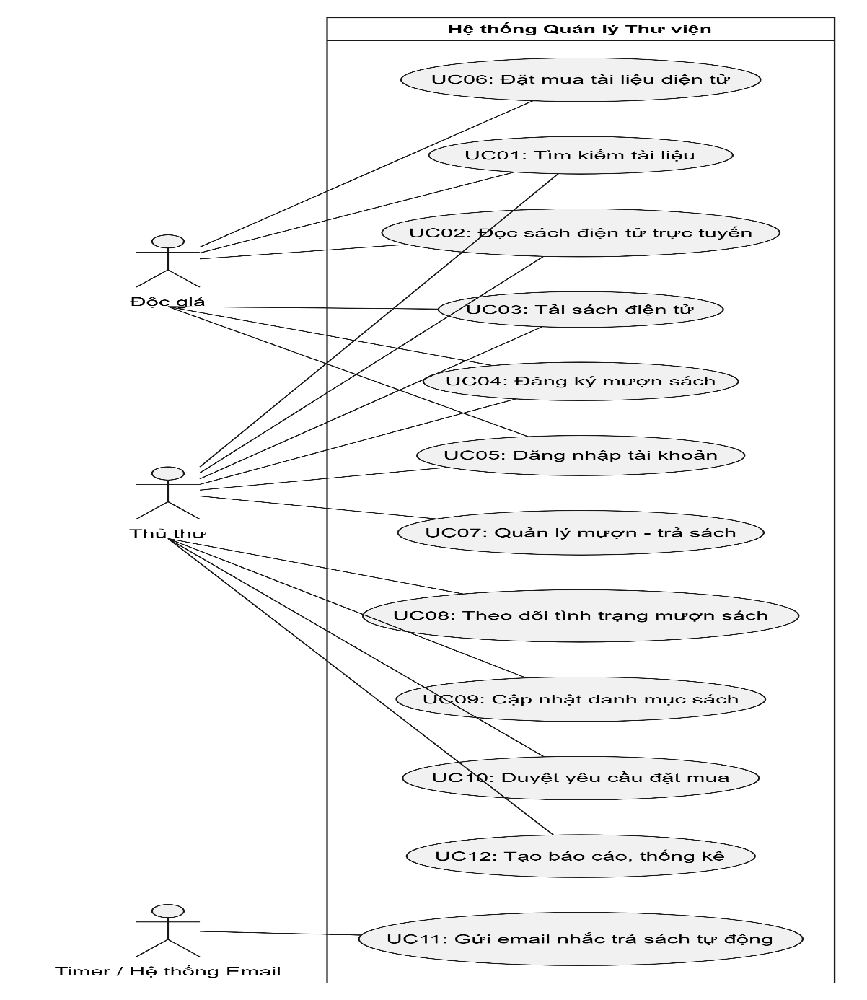 Hệ thống Quản lý Thư viện
UC06: Đặt mua tài liệu điện tử
UC01: Tìm kiếm tài liệu
UC02: Đọc sách điện tử trực tuyến
Độc giả
UC03: Tải sách điện tử
UC04: Đăng ký mượn sách
UC05: Đăng nhập tài khoản
Thủ thư
UC07: Quản lý mượn - trả sách
UC08: Theo dõi tình trạng mượn sách
UC09: Cập nhật danh mục sách
UC10: Duyệt yêu cầu đặt mua
UC12: Tạo báo cáo, thống kê
UC11: Gửi email nhắc trả sách tự động
Timer / Hệ thống Email